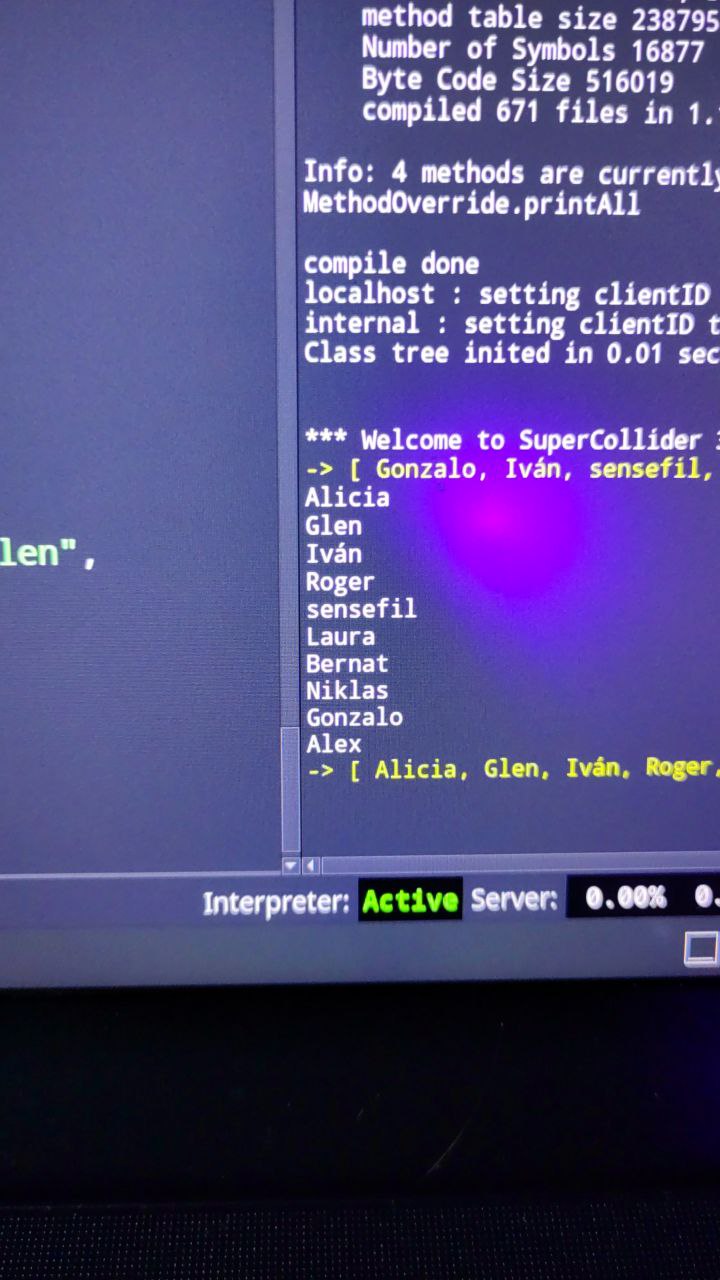 method table size 238795
Number of Symbols 16877
Byte Code Size 516019
compiled 671 files in 1.
Info: 4 methods are currently
MethodOverride.printAll
compile done
localhost : setting clientID
internal : setting clientID t
Class tree inited in 0.01 sec
*** Welcome to SuperCollider 3
-> [ Gonzalo, Iván, sensefil,
Alicia
Glen
len",
Iván
Roger
sensefil
Laura
Bernat
Niklas
Gonzalo
Alex
-> [ Alicia, Glen, Iván, Roger,
Interpreter: Active Server: 0.00% 0.